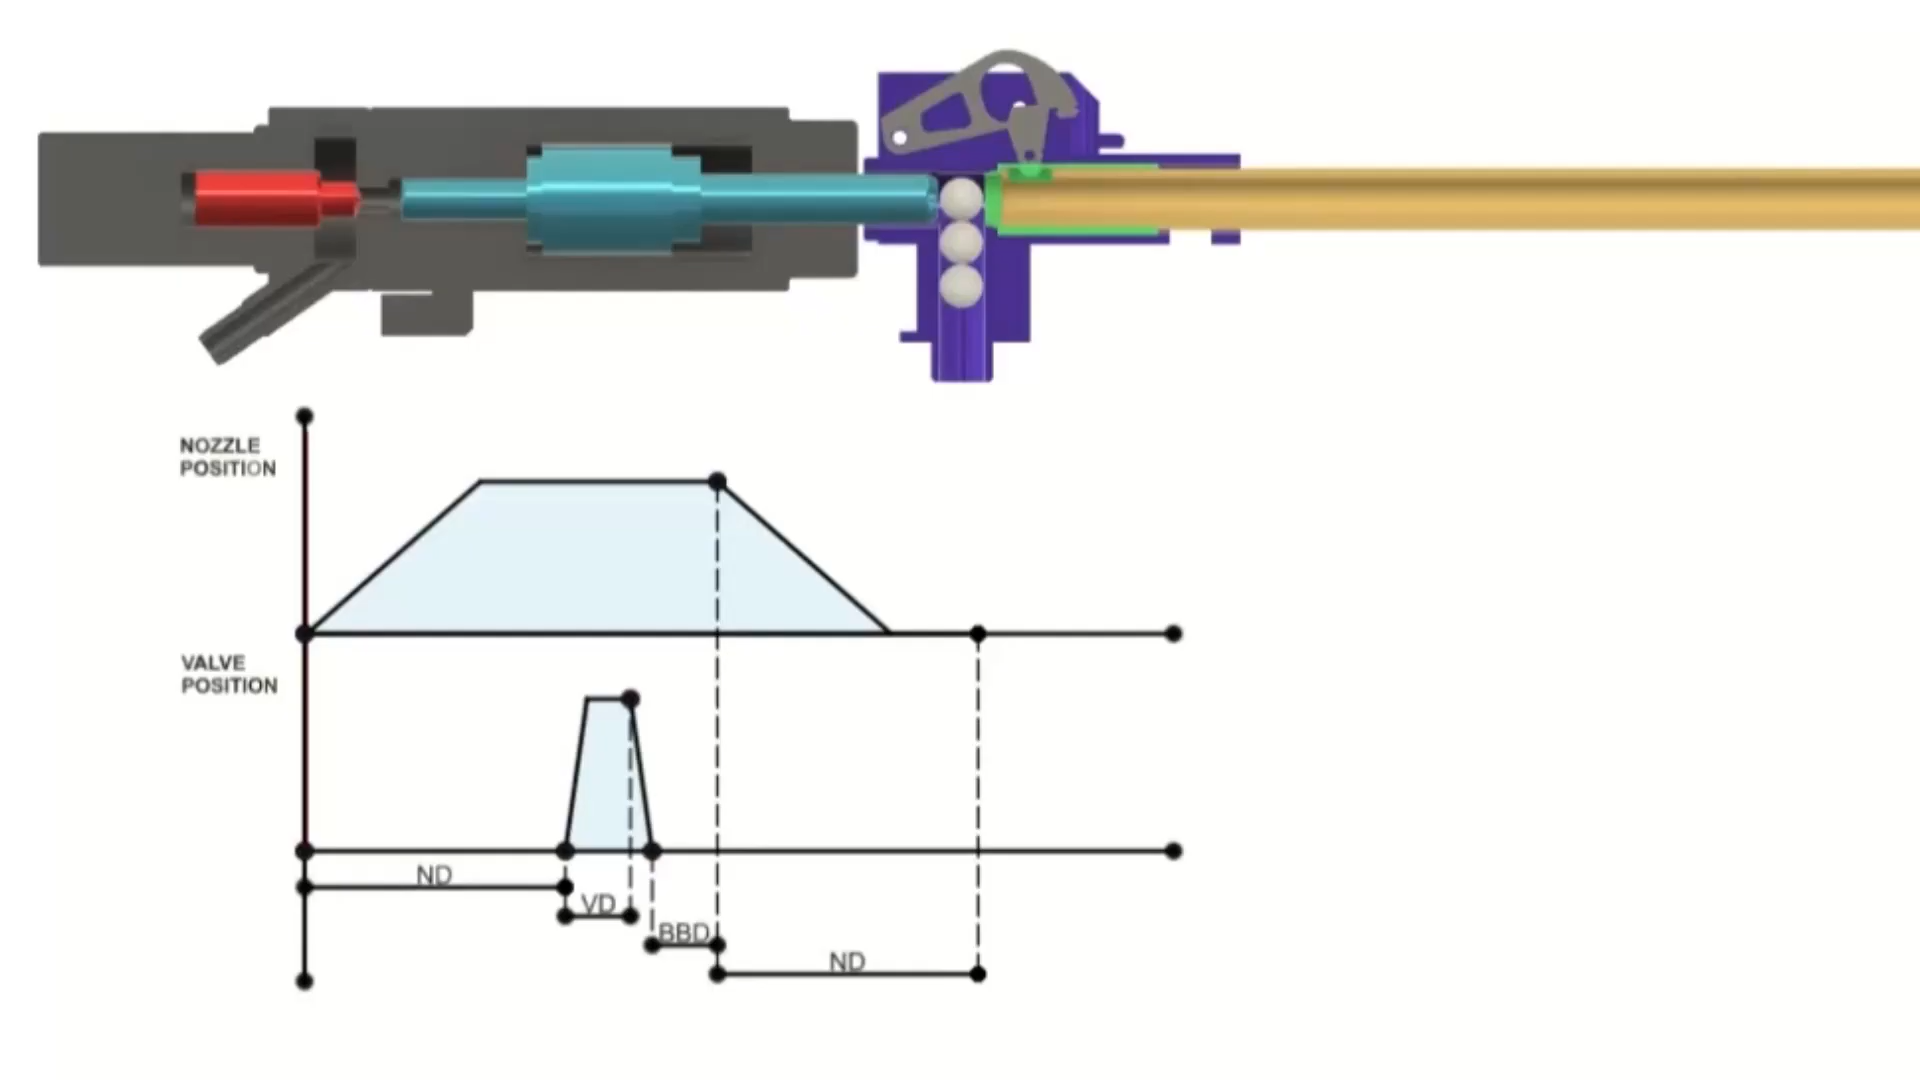 NOZZLE
POSITION
VALVE
POSITION
ND
VD
BBD
ND